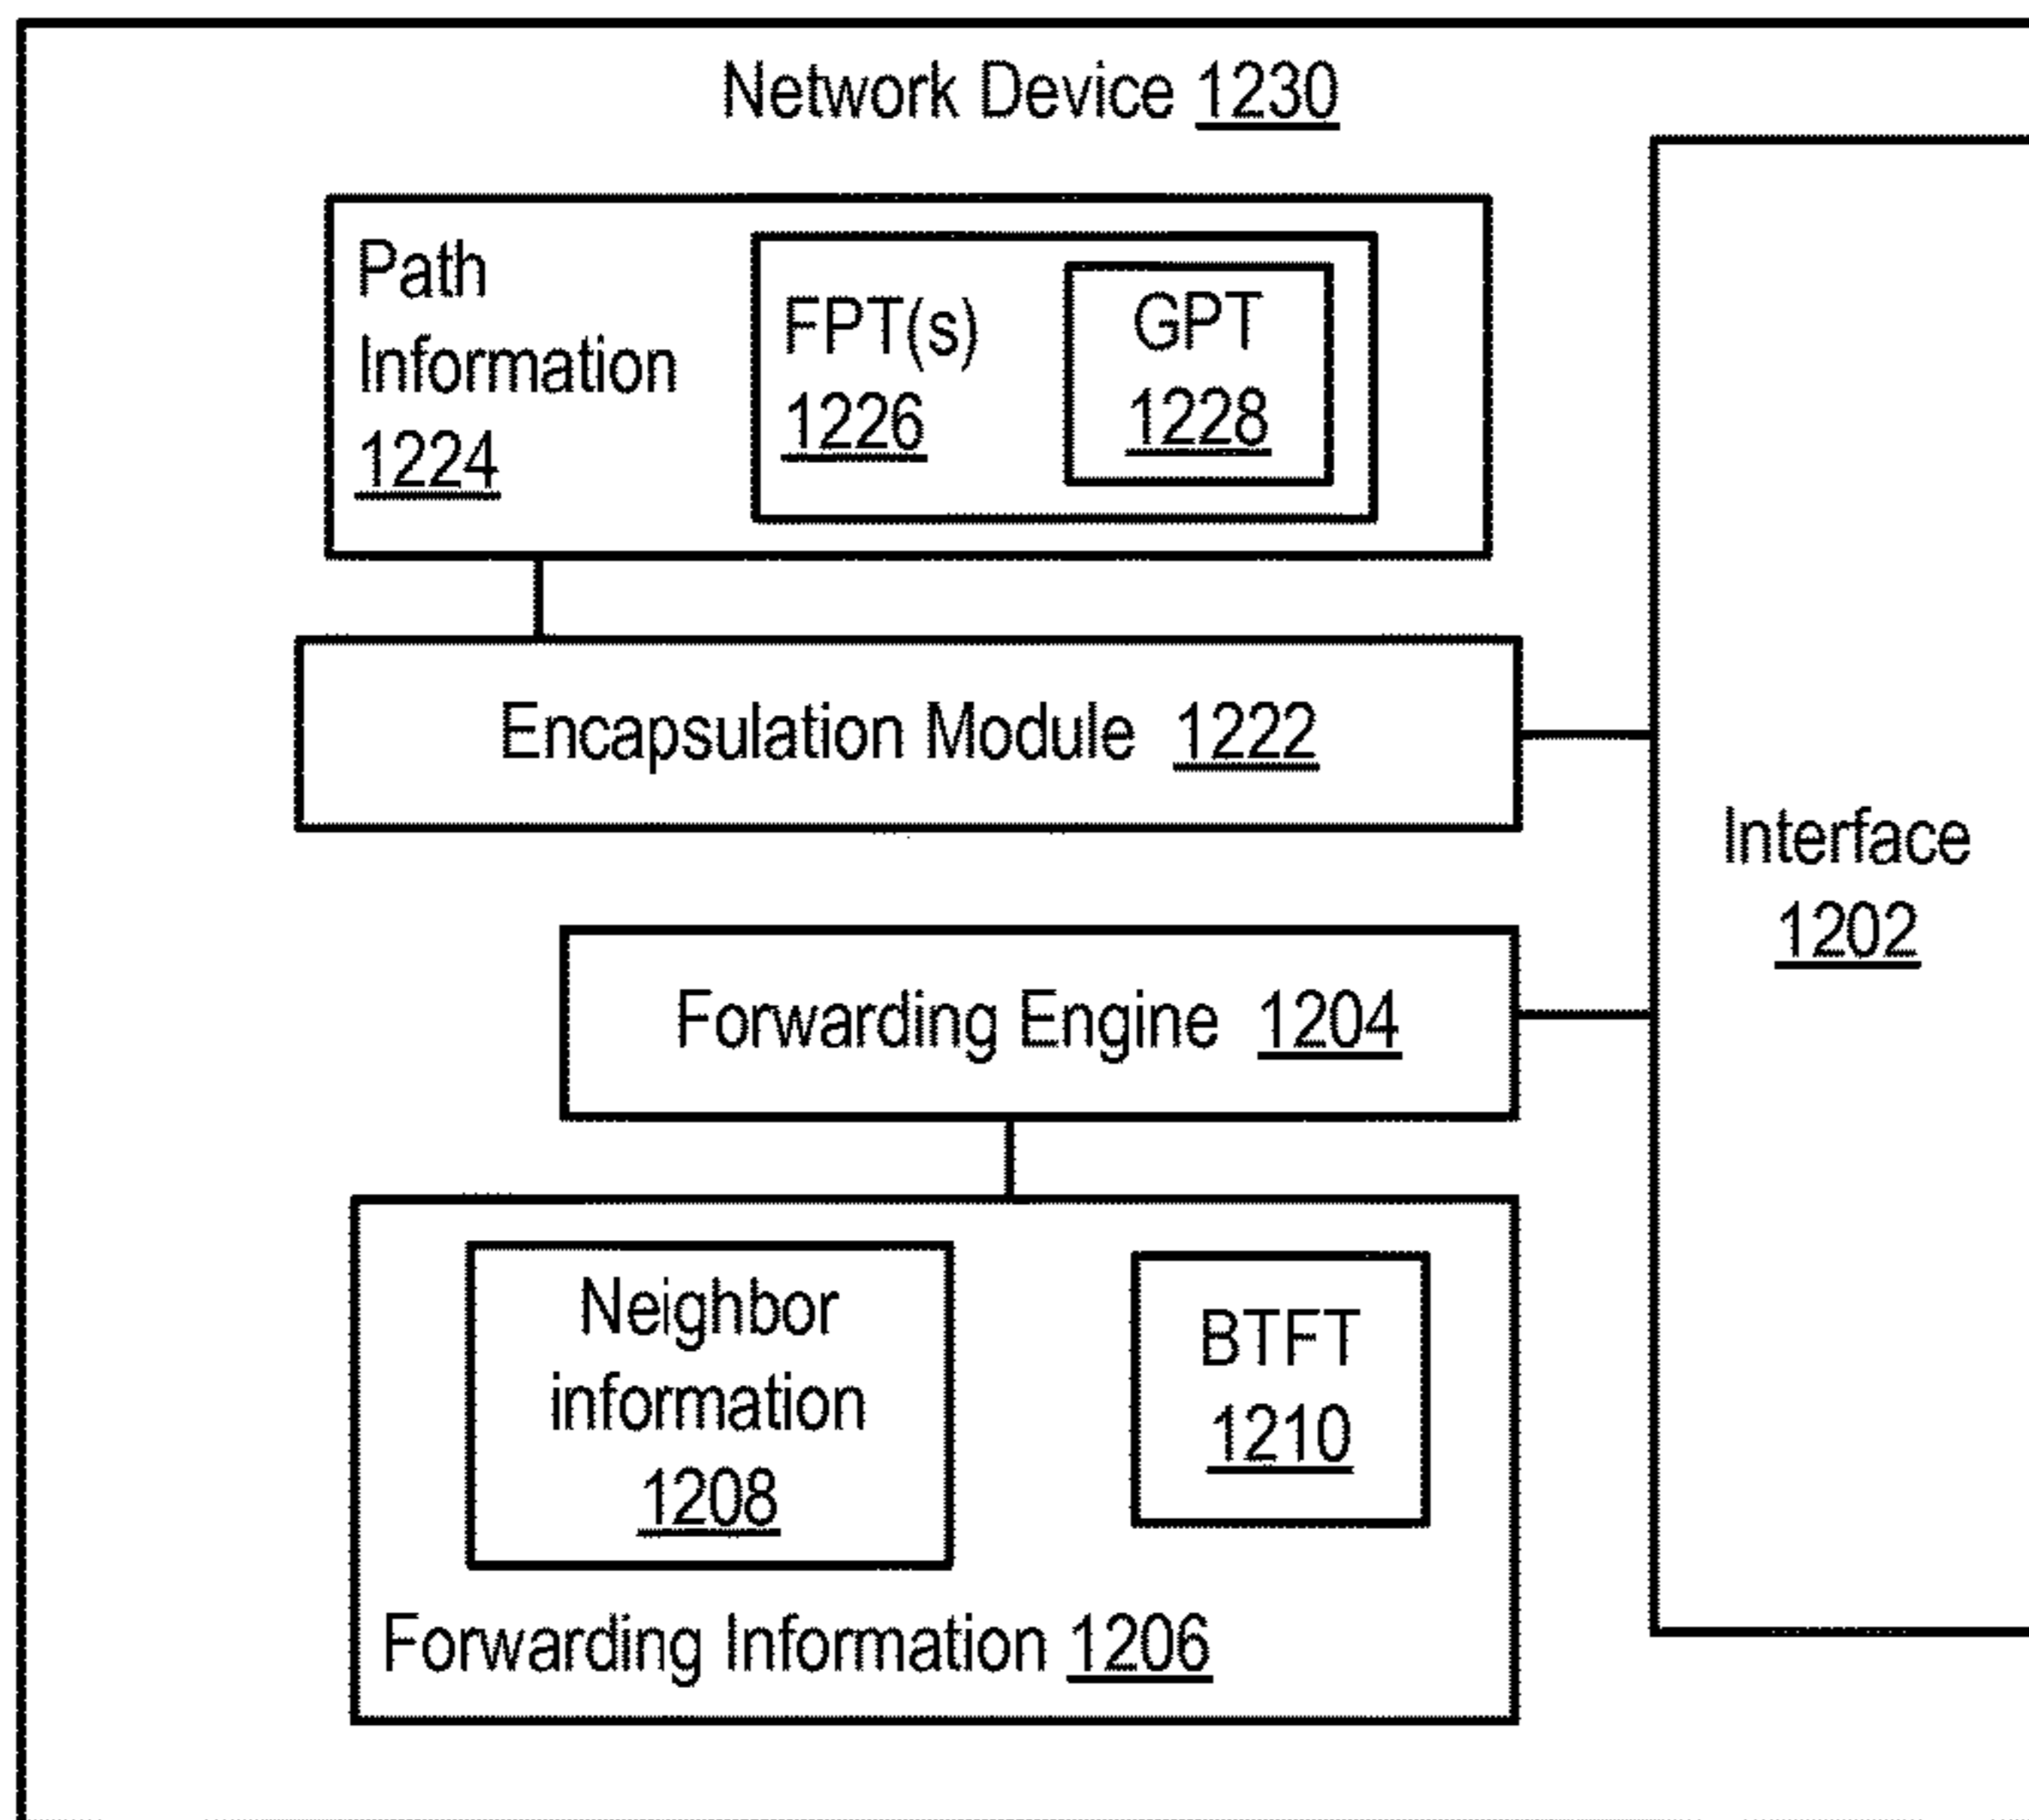 Network Device 1230
Path
Information
1224
FPT(s)
1226
GPT
1228
Encapsulation Module 1222
Interface
1202
Forwarding Engine 1204
Neighbor
information
1208
BTFT
1210
Forwarding Information 1206